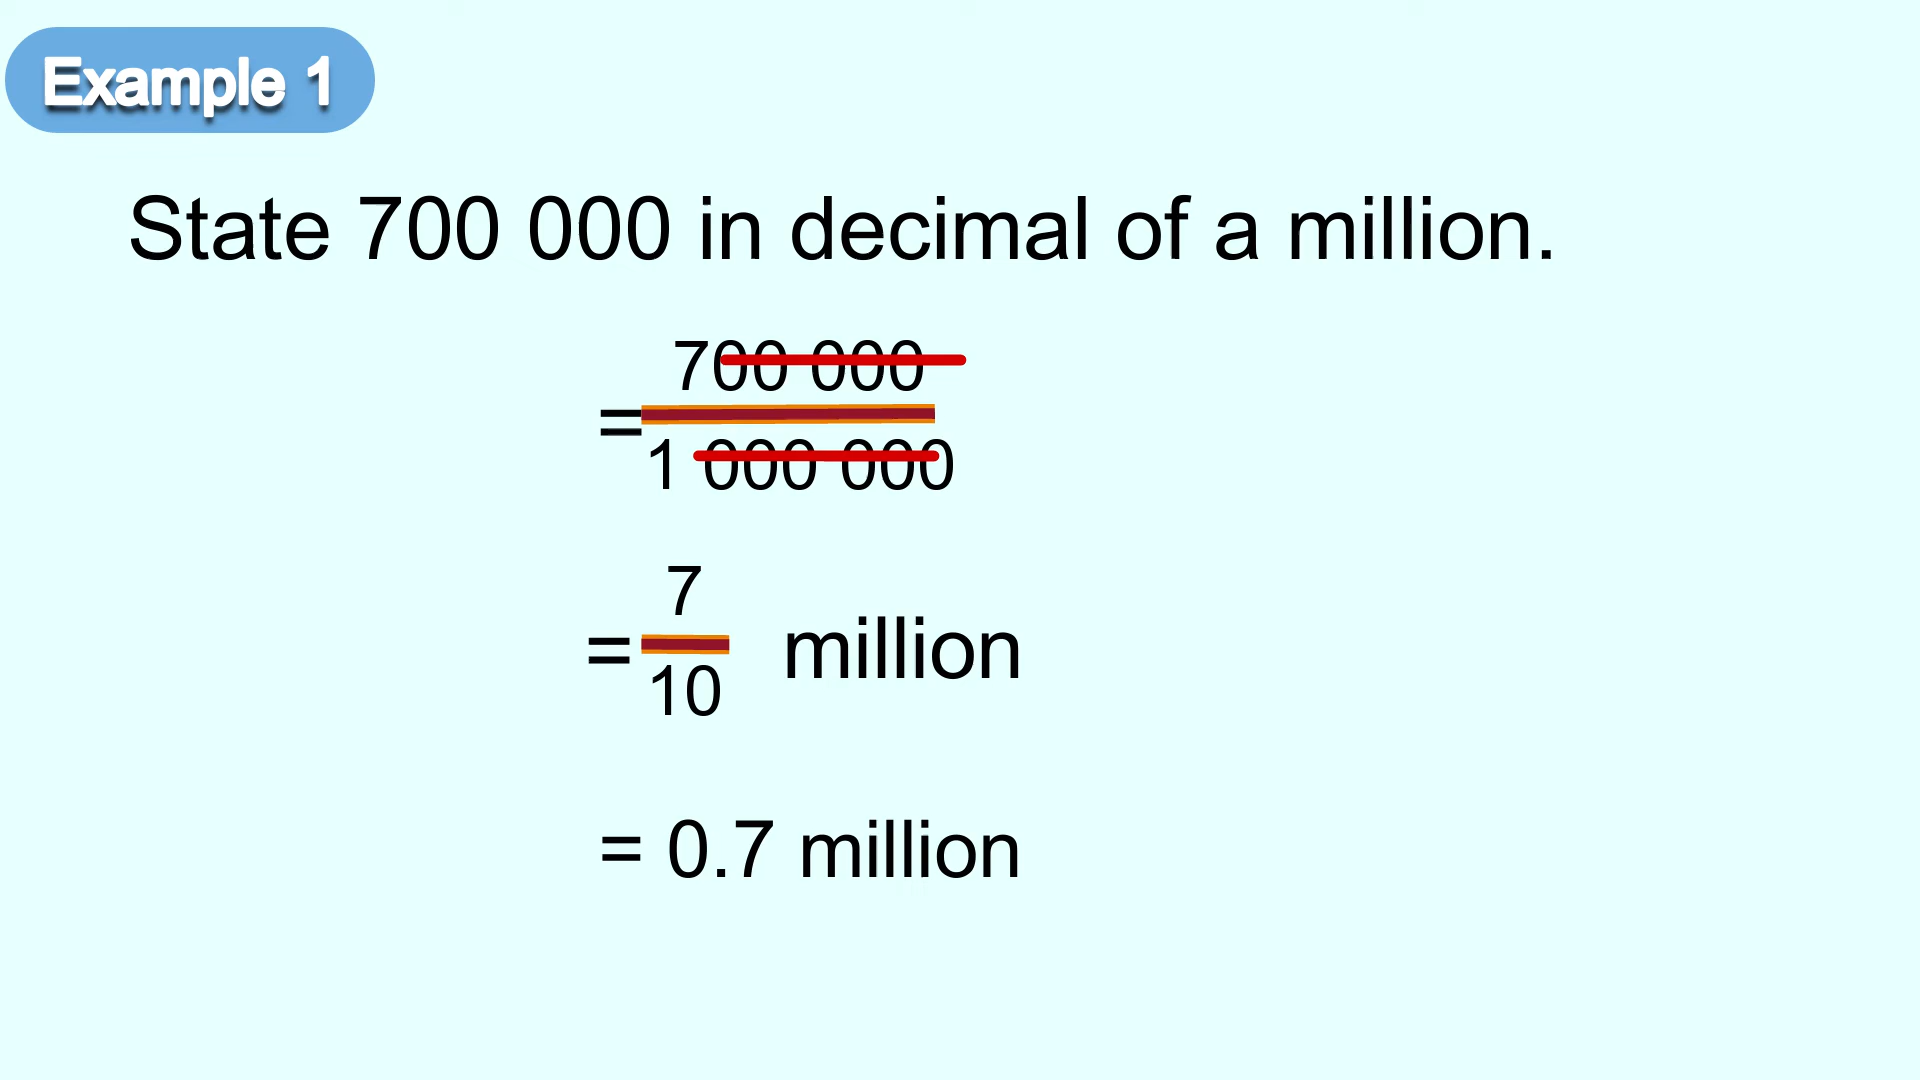 Example 1
State 700 000 in decimal of a million.
700 000
=
1 000 000
7
= million
10
= 0.7 million